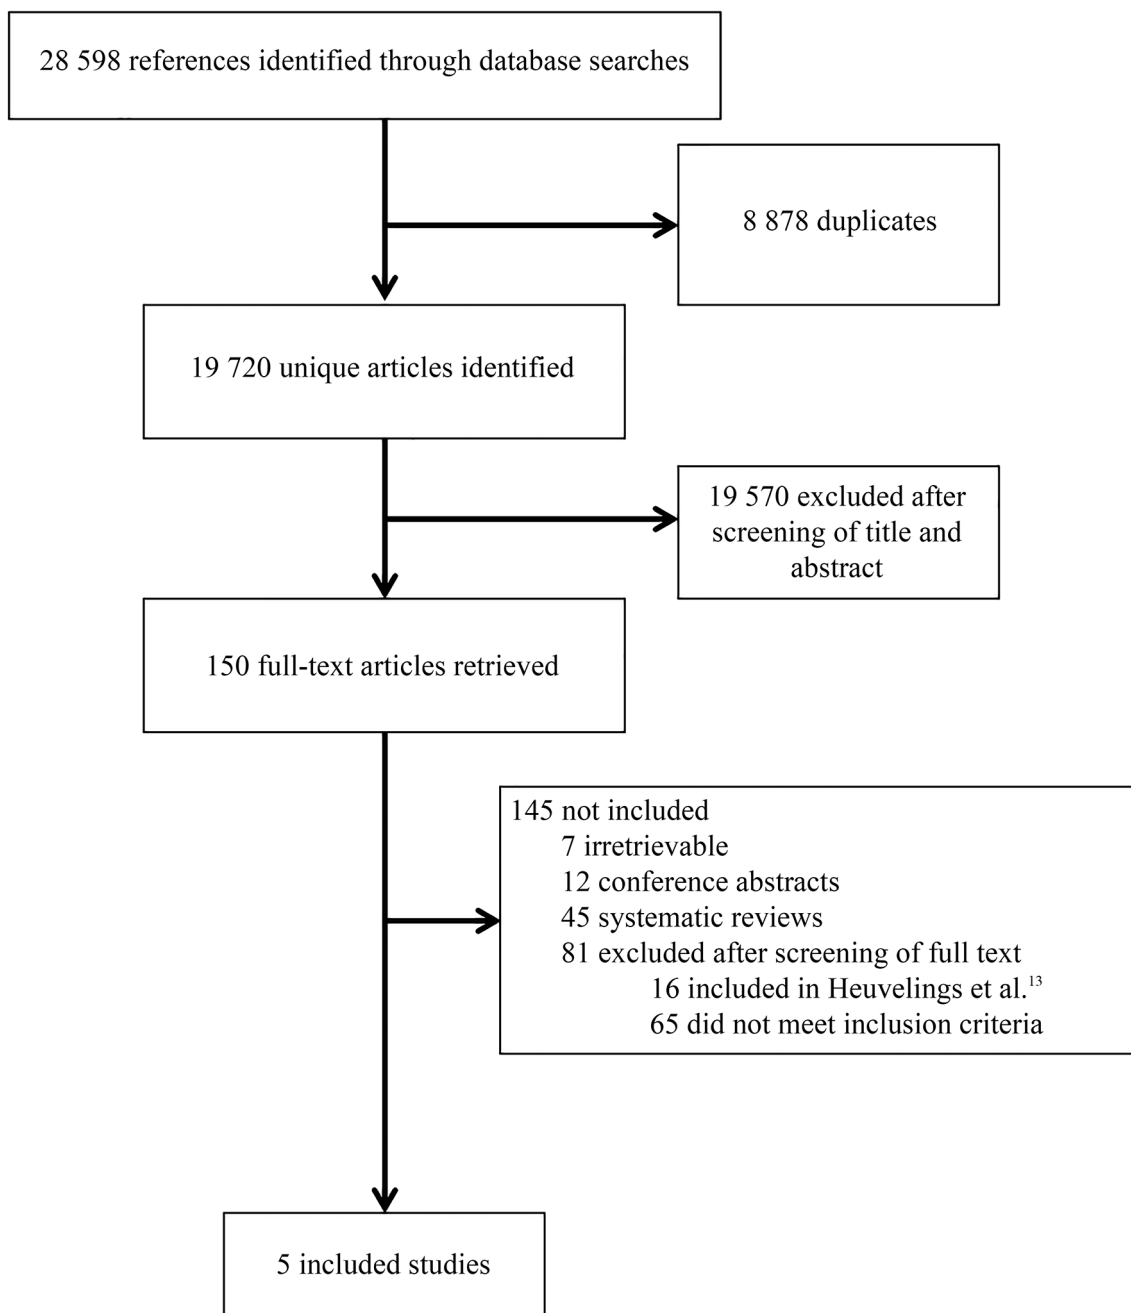 28 598 references identified through database searches
8 878 duplicates
19 720 unique articles identified
19 570 excluded after
screening of title and
abstract
150 full-text articles retrieved
145 not included
7 irretrievable
12 conference abstracts
45 systematic reviews
81 excluded after screening of full text
16 included in Heuvelings et al.13
65 did not meet inclusion criteria
5 included studies